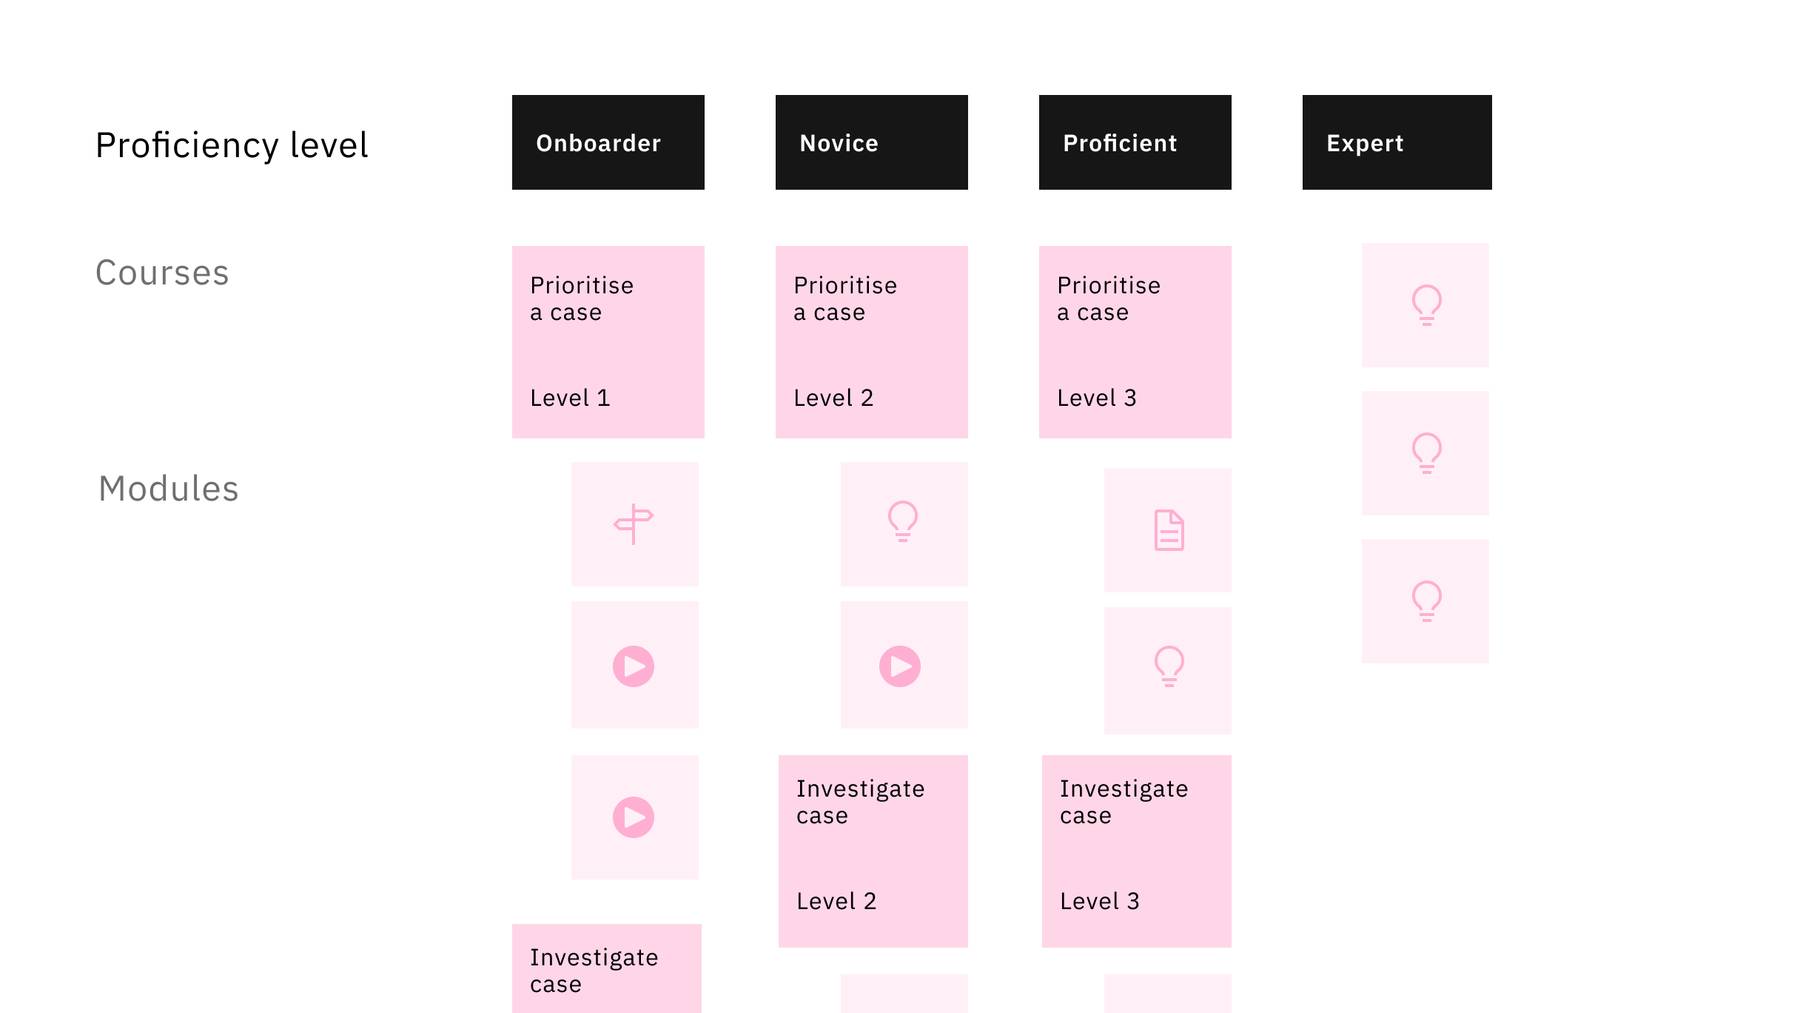 Proficiency level
Onboarder
Novice
Proficient
Expert
Courses
Prioritise
a case
Level 1
Prioritise
a case
Level 2
Prioritise
a case
Level 3
Modules
Investigate
case
Level 2
Investigate
case
Level 3
Investigate
case